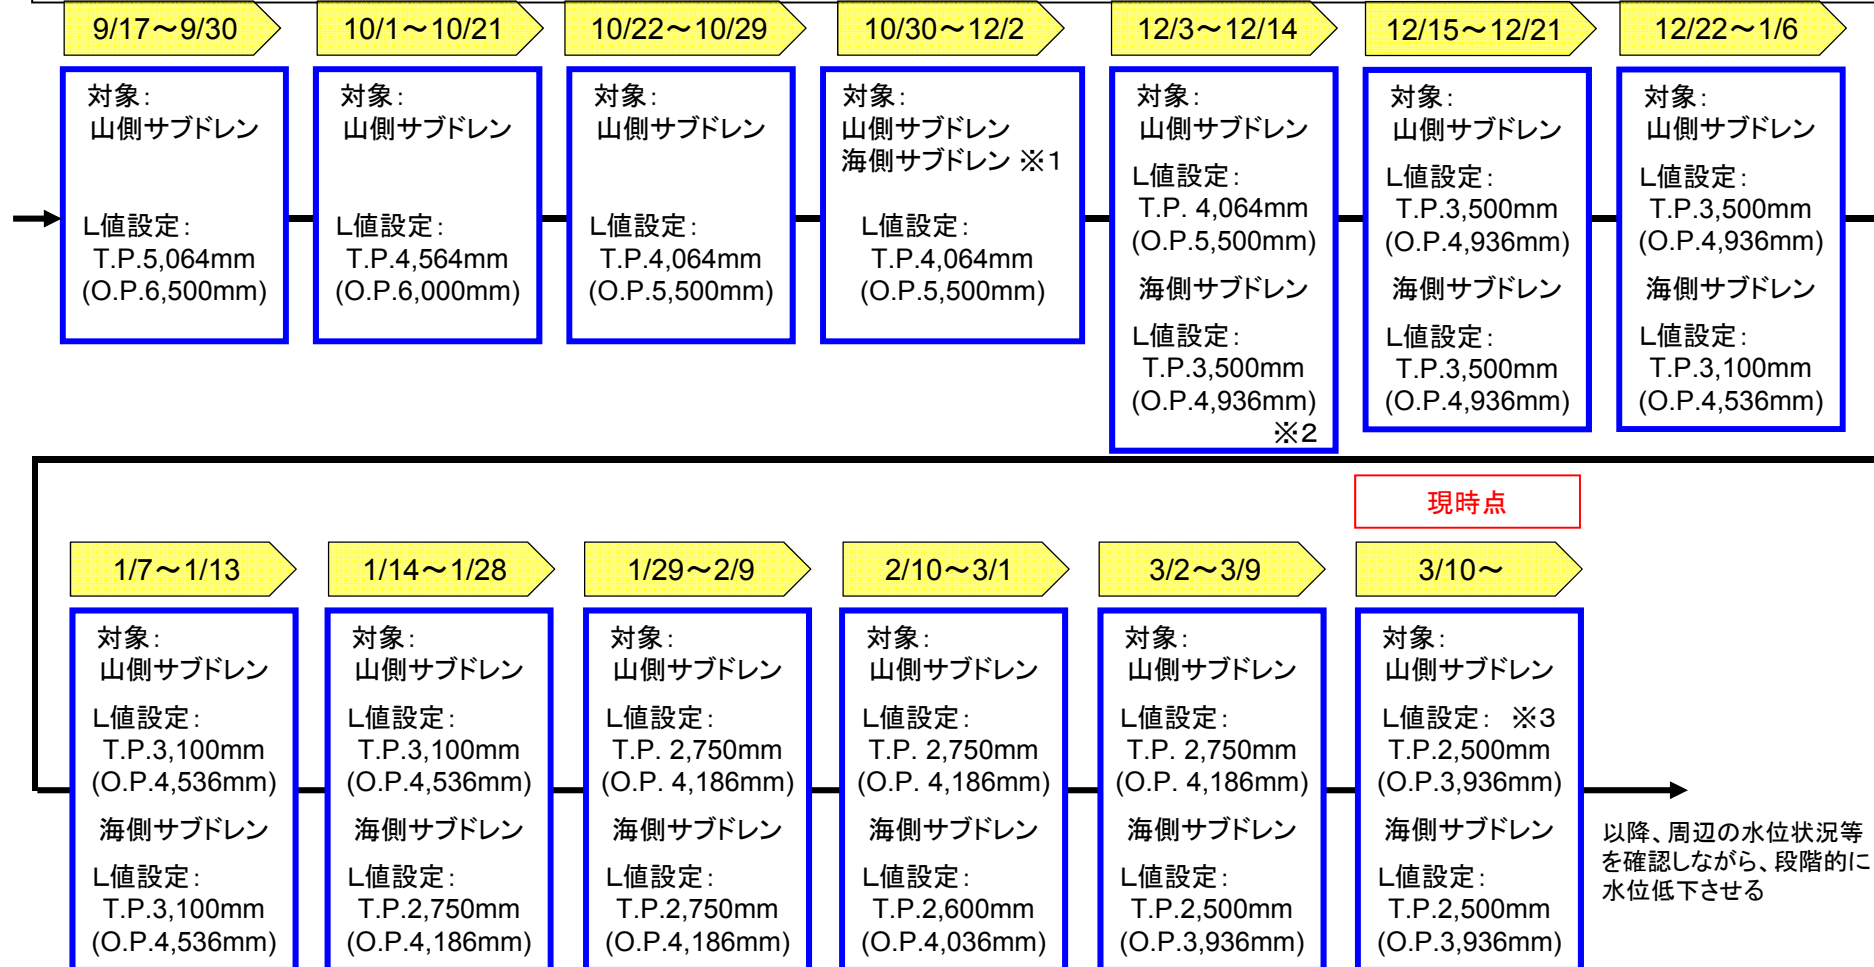 9/17～9/30
対象：
山側サブドレン
L値設定：
T.P.5,064mm
(O.P.6,500mm)
10/1～10/21
対象：
山側サブドレン
L値設定：
T.P.4,564mm
(O.P.6,000mm)
10/22～10/29
対象：
山側サブドレン
L値設定：
T.P.4,064mm
(O.P.5,500mm)
10/30～12/2
対象：
山側サブドレン
海側サブドレン ※1
L値設定：
T.P.4,064mm
(O.P.5,500mm)
12/3～12/14
対象：
山側サブドレン
L値設定：
T.P. 4,064mm
(O.P.5,500mm)
海側サブドレン
L値設定：
T.P.3,500mm
(O.P.4,936mm)
※2
12/15～12/21
対象：
山側サブドレン
L値設定：
T.P.3,500mm
(O.P.4,936mm)
海側サブドレン
L値設定：
T.P.3,500mm
(O.P.4,936mm)
12/22～1/6
対象：
山側サブドレン
L値設定：
T.P.3,500mm
(O.P.4,936mm)
海側サブドレン
L値設定：
T.P.3,100mm
(O.P.4,536mm)
1/7～1/13
対象：
山側サブドレン
L値設定：
T.P.3,100mm
(O.P.4,536mm)
海側サブドレン
L値設定：
T.P.3,100mm
(O.P.4,536mm)
1/14～1/28
対象：
山側サブドレン
L値設定：
T.P.3,100mm
(O.P.4,536mm)
海側サブドレン
L値設定：
T.P.2,750mm
(O.P.4,186mm)
1/29～2/9
対象：
山側サブドレン
L値設定：
T.P. 2,750mm
(O.P. 4,186mm)
海側サブドレン
L値設定：
T.P.2,750mm
(O.P.4,186mm)
2/10～3/1
対象：
山側サブドレン
L値設定：
T.P. 2,750mm
(O.P. 4,186mm)
海側サブドレン
L値設定：
T.P.2,600mm
(O.P.4,036mm)
3/2～3/9
対象：
山側サブドレン
L値設定：
T.P. 2,750mm
(O.P. 4,186mm)
海側サブドレン
L値設定：
T.P.2,500mm
(O.P.3,936mm)
現時点
3/10～
対象：
山側サブドレン
L値設定： ※3
T.P.2,500mm
(O.P.3,936mm)
海側サブドレン
L値設定：
T.P.2,500mm
(O.P.3,936mm)
以降、周辺の水位状況等
を確認しながら、段階的に
水位低下させる